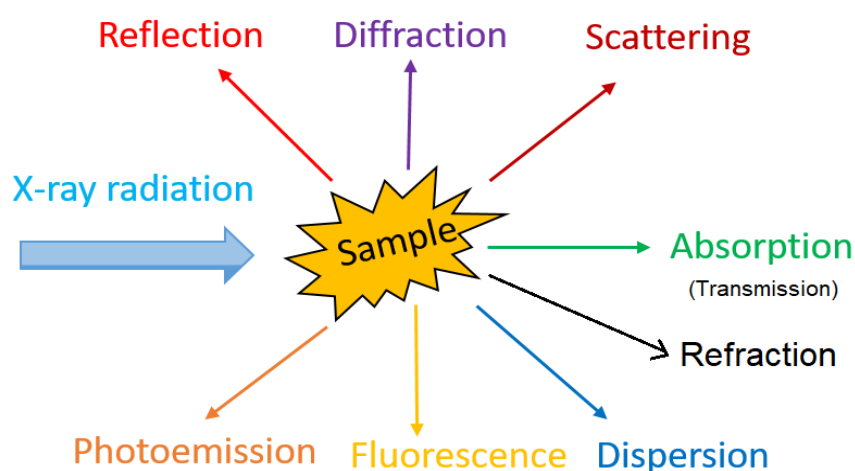 Reflection
Diffraction
Scattering
X-ray radiation
Sample
Absorption
(Transmission)
Refraction
Photoemission
Fluorescence
Dispersion